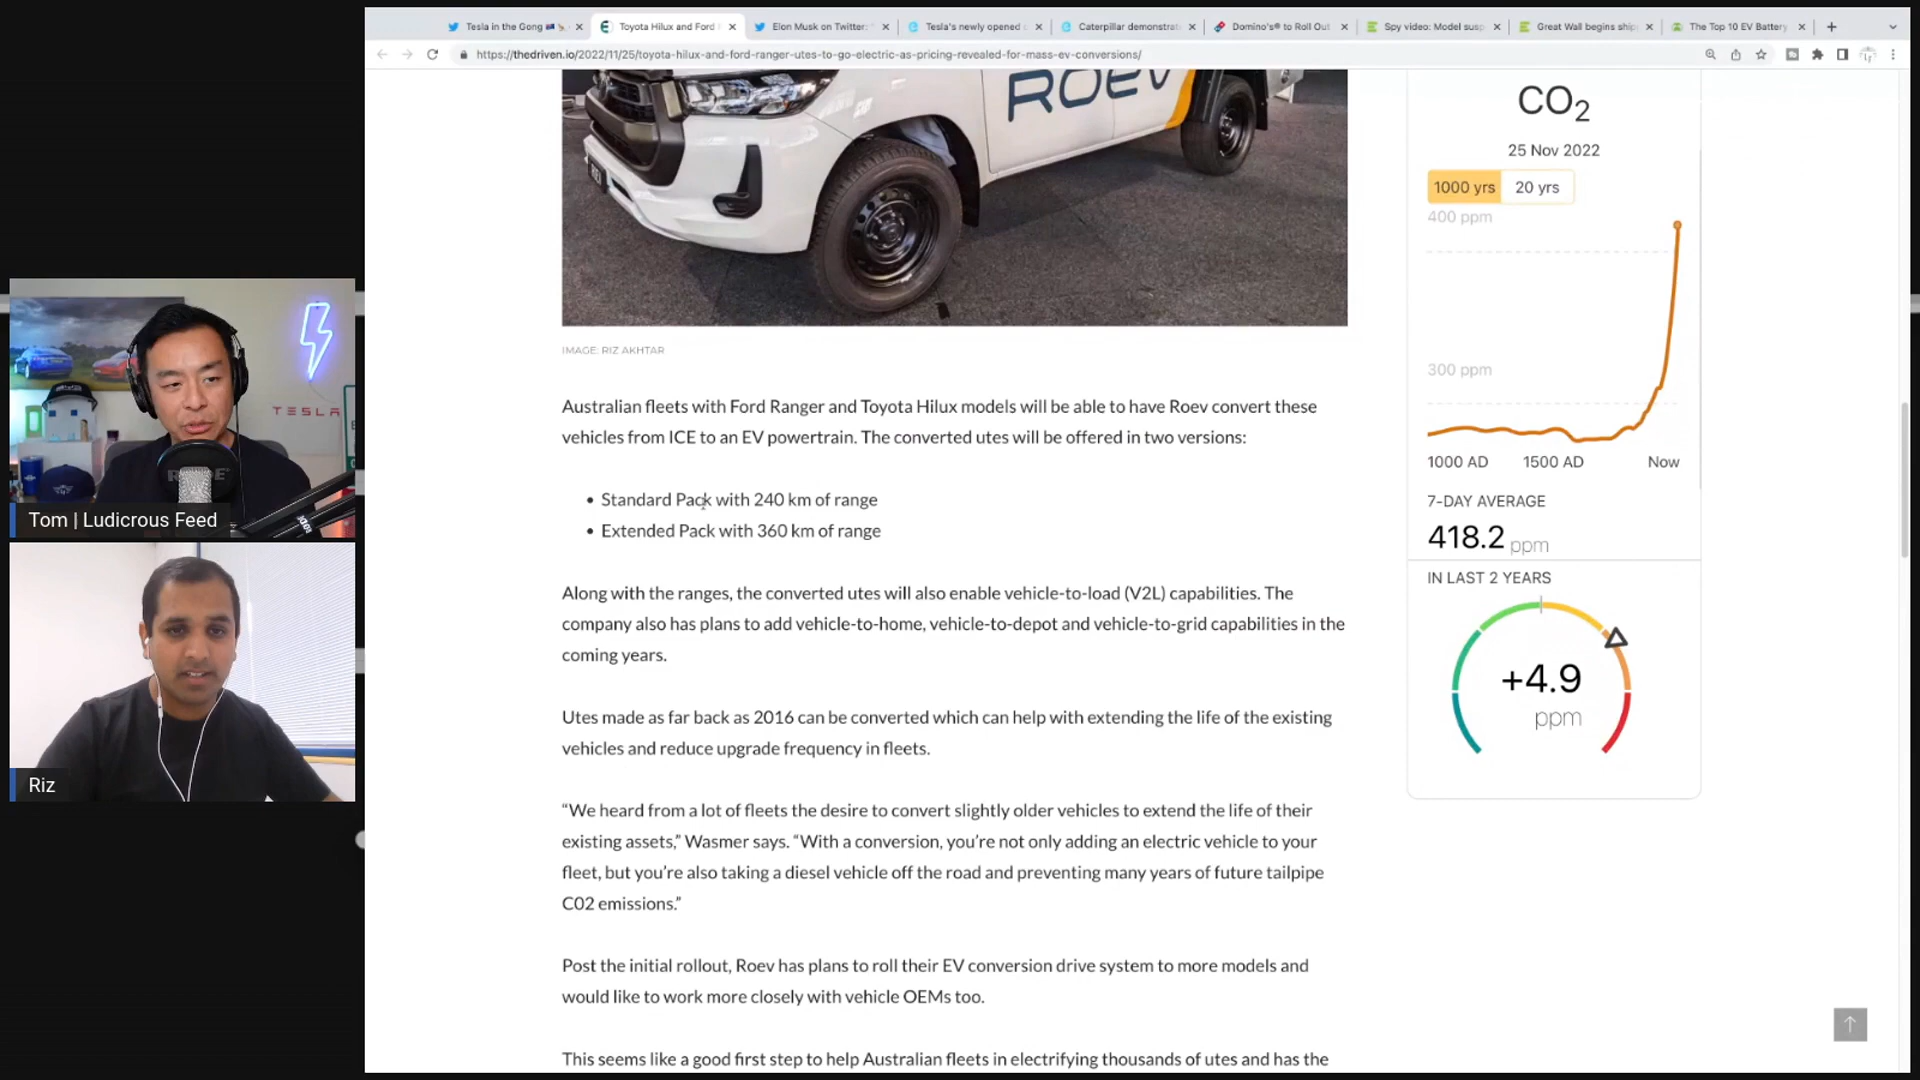 Tesla in the Gong
Toyota Hilux and Ford
Elon Musk on Twitter: "
Tesla's newly opened
Caterpillar demonstrat
Domino's® to Roll Out
Spy video: Model sus
Great Wall begins ship
The Top 10 EV Battery
https://thedriven.io/2022/11/25/toyota-hilux-and-ford-ranger-utes-to-go-electric-as-pricing-revealed-for-mass-ev-conversions/
ROEV
IMAGE: RIZ AKHTAR
Australian fleets with Ford Ranger and Toyota Hilux models will be able to have Roev convert these
vehicles from ICE to an EV powertrain. The converted utes will be offered in two versions:
• Standard Pack with 240 km of range
• Extended Pack with 360 km of range
Along with the ranges, the converted utes will also enable vehicle-to-load (V2L) capabilities. The
company also has plans to add vehicle-to-home, vehicle-to-depot and vehicle-to-grid capabilities in the
coming years.
Utes made as far back as 2016 can be converted which can help with extending the life of the existing
vehicles and reduce upgrade frequency in fleets.
“We heard from a lot of fleets the desire to convert slightly older vehicles to extend the life of their
existing assets,” Wasmer says. “With a conversion, you’re not only adding an electric vehicle to your
fleet, but you’re also taking a diesel vehicle off the road and preventing many years of future tailpipe
C02 emissions.”
Post the initial rollout, Roev has plans to roll their EV conversion drive system to more models and
would like to work more closely with vehicle OEMs too.
This seems like a good first step to help Australian fleets in electrifying thousands of utes and has the
CO2
25 Nov 2022
1000 yrs 20 yrs
400 ppm
300 ppm
1000 AD 1500 AD Now
7-DAY AVERAGE
418.2 ppm
IN LAST 2 YEARS
+4.9
ppm
TESLA
RODE
Tom | Ludicrous Feed
Riz